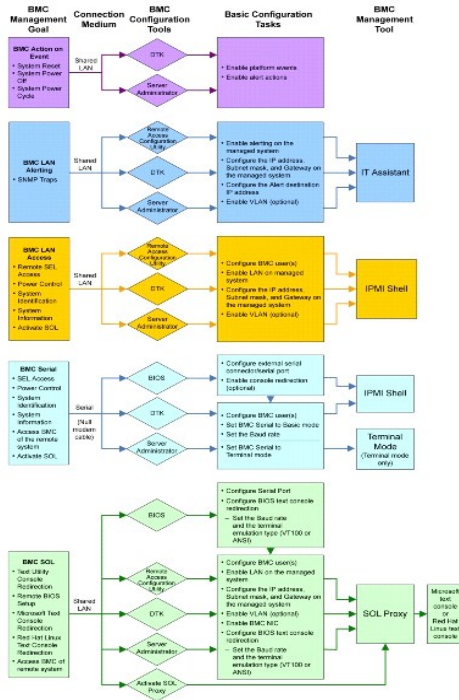 BMC
Management
Goal
Connection
Medium
BMC
Configuration
Tools
Basic Configuration
Tasks
BMC
Management
Tool
BMC Action on
Event
• System Reset
• System Power
Off
• System Power
Cycle
Shared
LAN
DTK
Server
Administrator
• Enable platform events
• Enable alert actions
BMC LAN
Alerting
• SNMP Traps
Shared
LAN
Remote
Access
Configuration
Utility
DTK
Server
Administrator
• Enable alerting on the
managed system
• Configure the IP address,
Subnet mask, and Gateway on
the managed system
• Configure the Alert destination
IP address
• Enable VLAN (optional)
IT Assistant
BMC LAN
Access
• Remote SEL
Access
• Power Control
• System
Identification
• System
Information
• Activate SOL
Shared
LAN
Remote
Access
Configuration
Utility
DTK
Server
Administrator
• Configure BMC user(s)
• Enable LAN on managed
system
• Configure the IP address,
Subnet mask, and Gateway on
the managed system
• Enable VLAN (optional)
IPMI Shell
BMC Serial
• SEL Access
• Power Control
• System
Identification
• System
Information
• Access BMC
of the remote
system
• Activate SOL
Serial
(Null
modem
cable)
BIOS
DTK
Server
Administrator
• Configure external serial
connector/serial port
• Enable console redirection
(optional)
• Configure BMC user(s)
• Set BMC Serial to Basic mode
• Set the Baud rate
• Set BMC Serial to
Terminal mode
IPMI Shell
Terminal
Mode
(Terminal mode
only)
BMC SOL
• Text Utility
Console
Redirection
• Remote BIOS
Setup
• Microsoft Text
Console
Redirection
• Red Hat Linux
Text Console
Redirection
• Access BMC
of remote system
Shared
LAN
BIOS
Remote
Access
Configuration
Utility
DTK
Server
Administrator
Activate SOL
Proxy
• Configure Serial Port
• Configure BIOS text console
redirection
– Set the Baud rate
and the terminal
emulation type (VT100 or
ANSI)
• Configure BMC user(s)
• Enable LAN on the managed
system
• Configure the IP address,
Subnet mask, and Gateway on
the managed system
• Enable VLAN (optional)
• Enable BMC NIC
• Configure BIOS text console
redirection
– Set the Baud rate
and the terminal
emulation type (VT100 or
ANSI)
SOL Proxy
Microsoft
text
console
or
Red Hat
Linux text
console